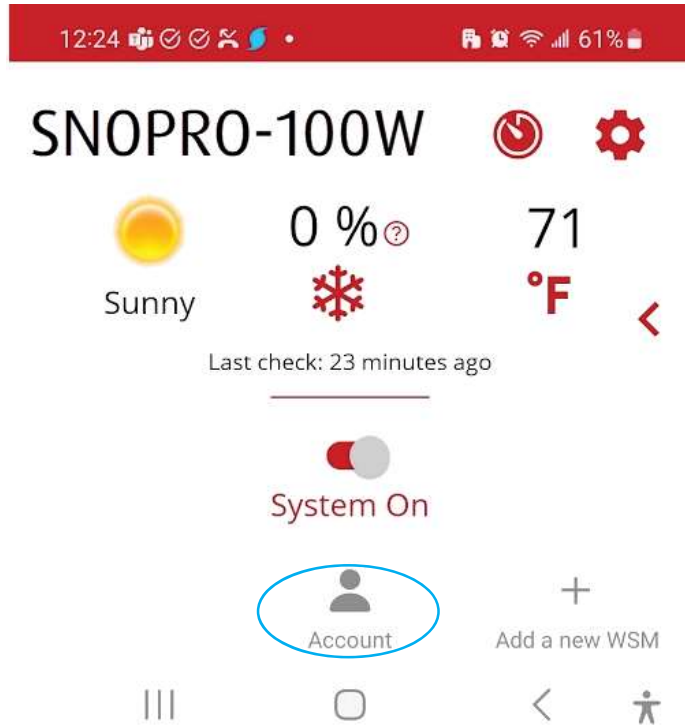 12:24 61%
SNOPRO-100W
0 % ? 71
°F
Sunny
Last check: 23 minutes ago
System On
Account Add a new WSM